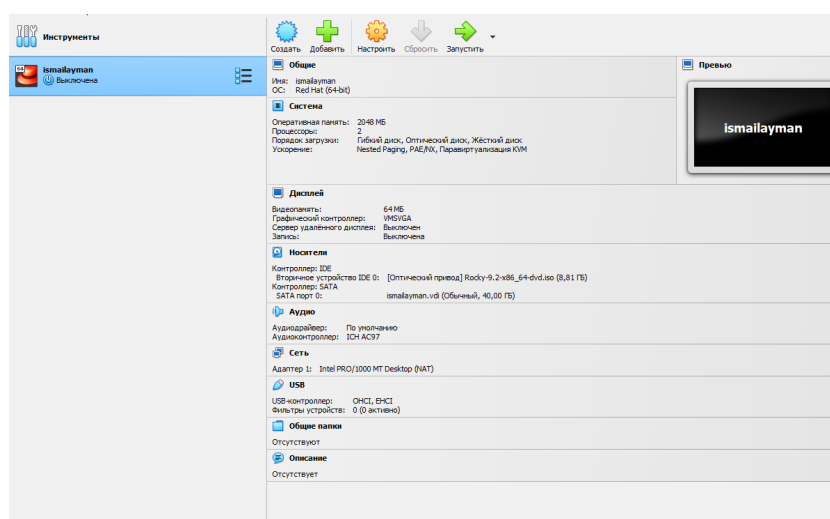 Инструменты
Создать Добавить Настроить Сбросить Запустить
64
ismailayman
Выключена
Общие
Имя: ismailayman
ОС: Red Hat (64-bit)
Превью
ismailayman
Система
Оперативная память: 2048 МБ
Процессоры: 2
Порядок загрузки: Гибкий диск, Оптический диск, Жёсткий диск
Ускорение: Nested Paging, PAE/NX, Паравиртуализация KVM
Дисплей
Видеопамять: 64 МБ
Графический контроллер: VMSVGA
Сервер удалённого дисплея: Выключен
Запись: Выключена
Носители
Контроллер: IDE
Вторичное устройство IDE 0: [Оптический привод] Rocky-9.2-x86_64-dvd.iso (8,81 ГБ)
Контроллер: SATA
SATA порт 0: ismailayman.vdi (Обычный, 40,00 ГБ)
Аудио
Аудиодрайвер: По умолчанию
Аудиоконтроллер: ICH AC97
Сеть
Адаптер 1: Intel PRO/1000 MT Desktop (NAT)
USB
USB-контроллер: OHCI, EHCI
Фильтры устройств: 0 (0 активно)
Общие папки
Отсутствуют
Описание
Отсутствует